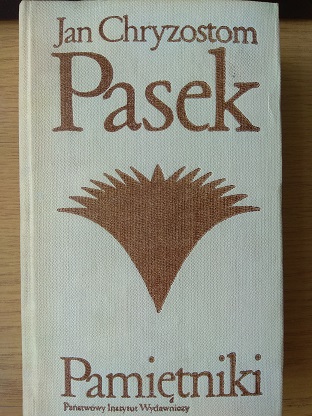 Jan Chryzostom
Pasek
Pamiętniki
Państwowy Instytut Wydawniczy